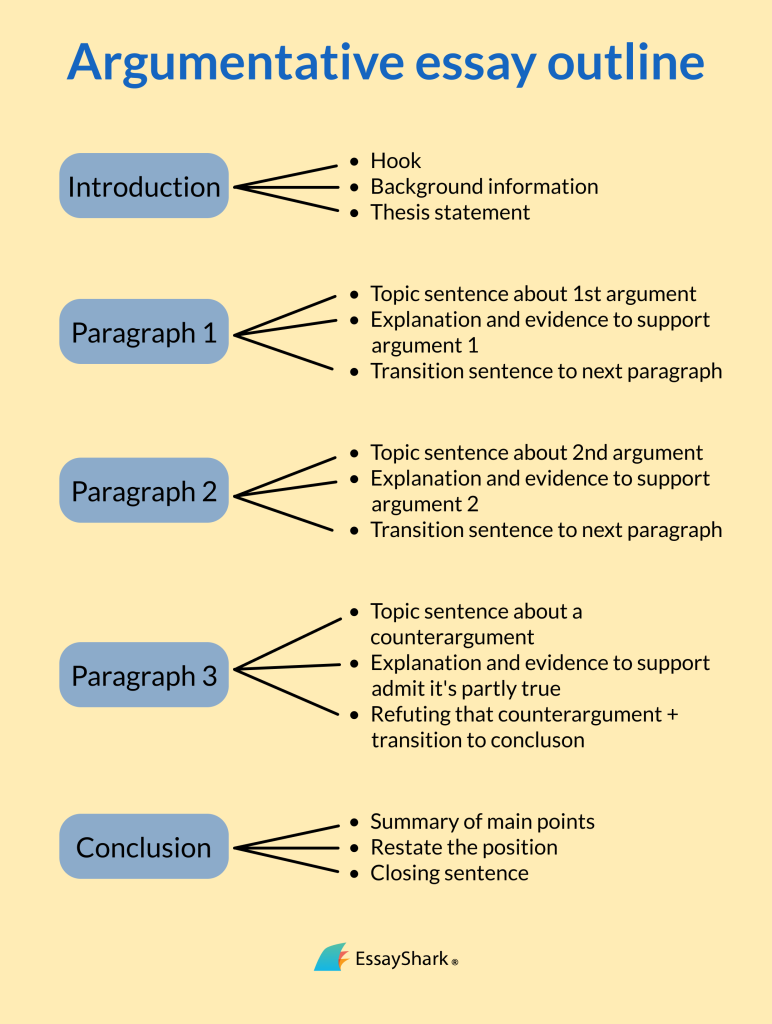 Argumentative essay outline
Introduction
• Hook
• Background information
• Thesis statement
Paragraph 1
• Topic sentence about 1st argument
• Explanation and evidence to support
argument 1
• Transition sentence to next paragraph
Paragraph 2
• Topic sentence about 2nd argument
• Explanation and evidence to support
argument 2
• Transition sentence to next paragraph
Paragraph 3
• Topic sentence about a
counterargument
• Explanation and evidence to support
admit it's partly true
• Refuting that counterargument +
transition to concluson
Conclusion
• Summary of main points
• Restate the position
• Closing sentence
EssayShark ®